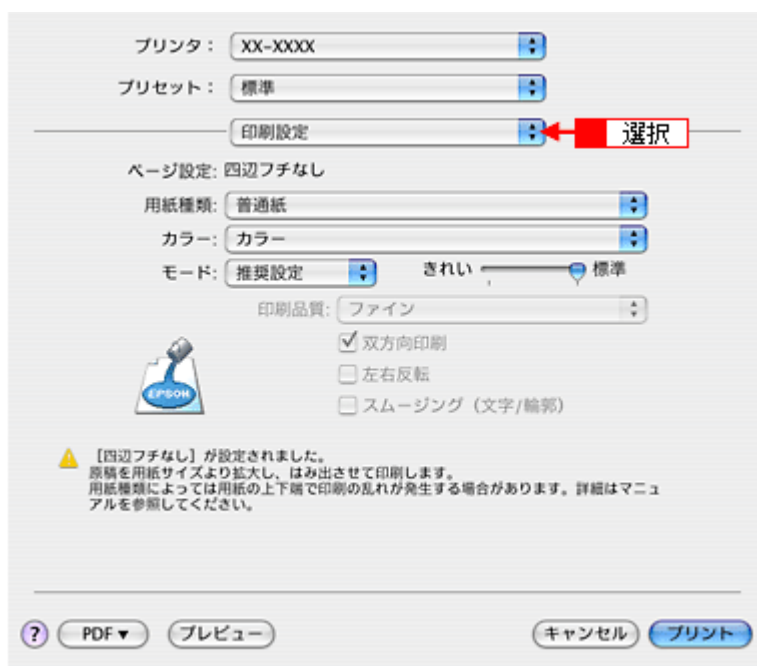 プリンタ： XX-XXXX
プリセット： 標準
印刷設定 選択
ページ設定: 四辺フチなし
用紙種類: 普通紙
カラー: カラー
モード: 推奨設定 きれい 標準
印刷品質: ファイン
双方向印刷
左右反転
スムージング（文字/輪郭）
EPSON
［四辺フチなし］が設定されました。
原稿を用紙サイズより拡大し、はみ出させて印刷します。
用紙種類によっては用紙の上下端で印刷の乱れが発生する場合があります。詳細はマニュ
アルを参照してください。
? PDF▼ プレビュー キャンセル プリント